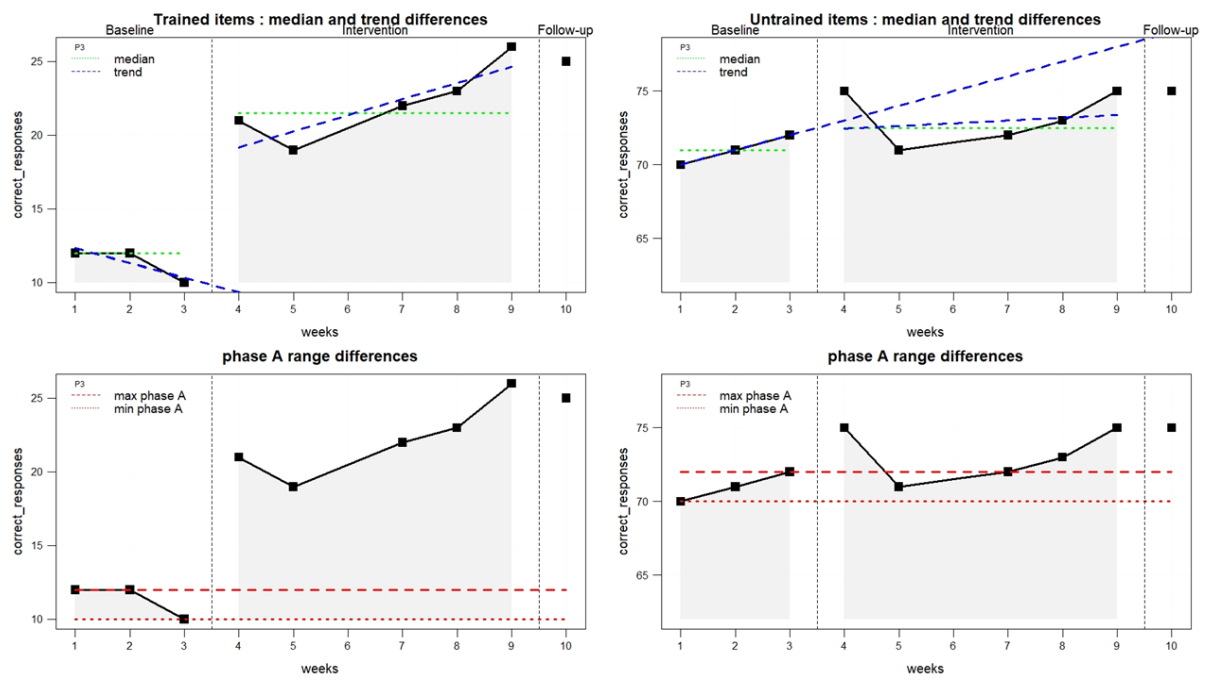 Trained items : median and trend differences
Baseline Intervention Follow-up
P3
median
trend
correct_responses
25
20
15
10
1 2 3 4 5 7 8 9 10
weeks
Untrained items : median and trend differences
Baseline Intervention Follow-up
P3
median
trend
correct_responses
75
70
65
1 2 3 4 5 6 7 8 9 10
weeks
phase A range differences
P3
max phase A
min phase A
correct_responses
25
20
15
10
1 2 3 4 5 7 8 9 10
weeks
phase A range differences
P3
max phase A
min phase A
correct_responses
75
70
65
1 2 3 4 5 6 7 8 9 10
weeks